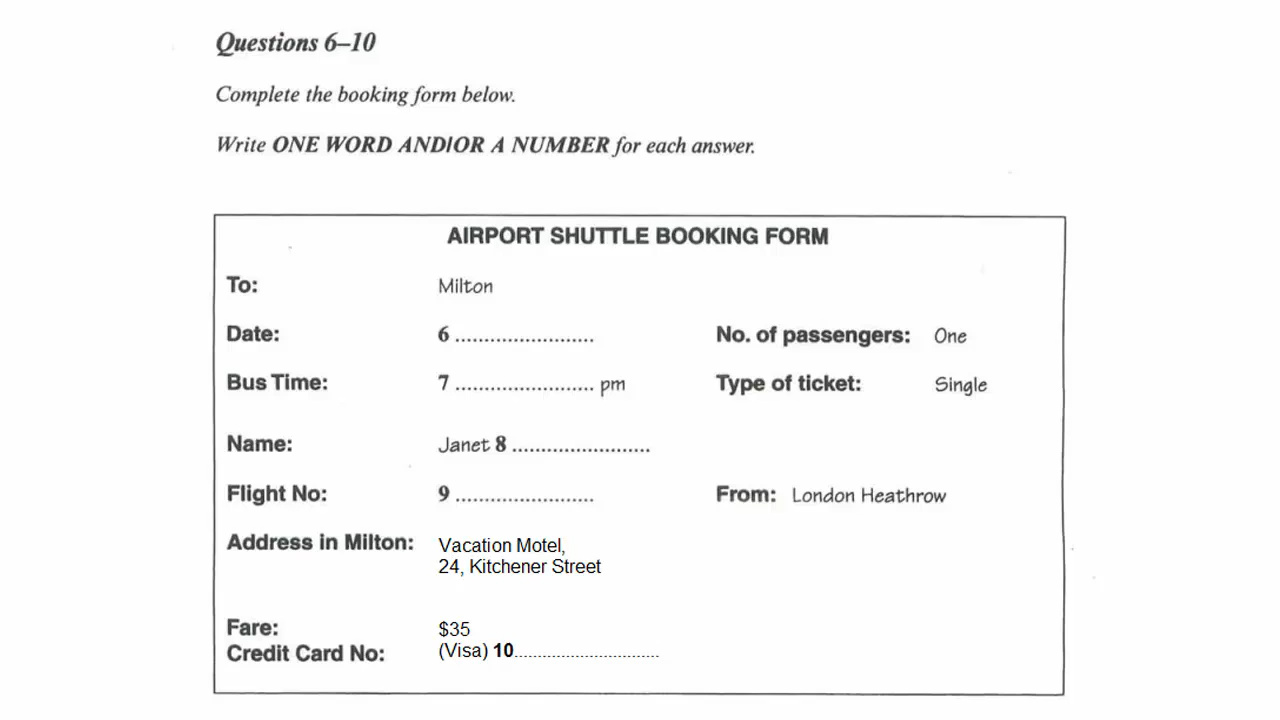 Questions 6–10
Complete the booking form below.
Write ONE WORD AND/OR A NUMBER for each answer.
AIRPORT SHUTTLE BOOKING FORM
To: Milton
Date: 6 ........................ No. of passengers: One
Bus Time: 7 ........................ pm Type of ticket: Single
Name: Janet 8 ........................
Flight No: 9 ........................ From: London Heathrow
Address in Milton: Vacation Motel,
24, Kitchener Street
Fare: $35
Credit Card No: (Visa) 10...............................